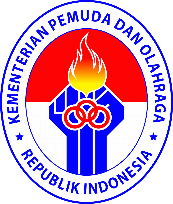 KEMENTERIAN PEMUDA DAN OLAHRAGA
REPUBLIK INDONESIA